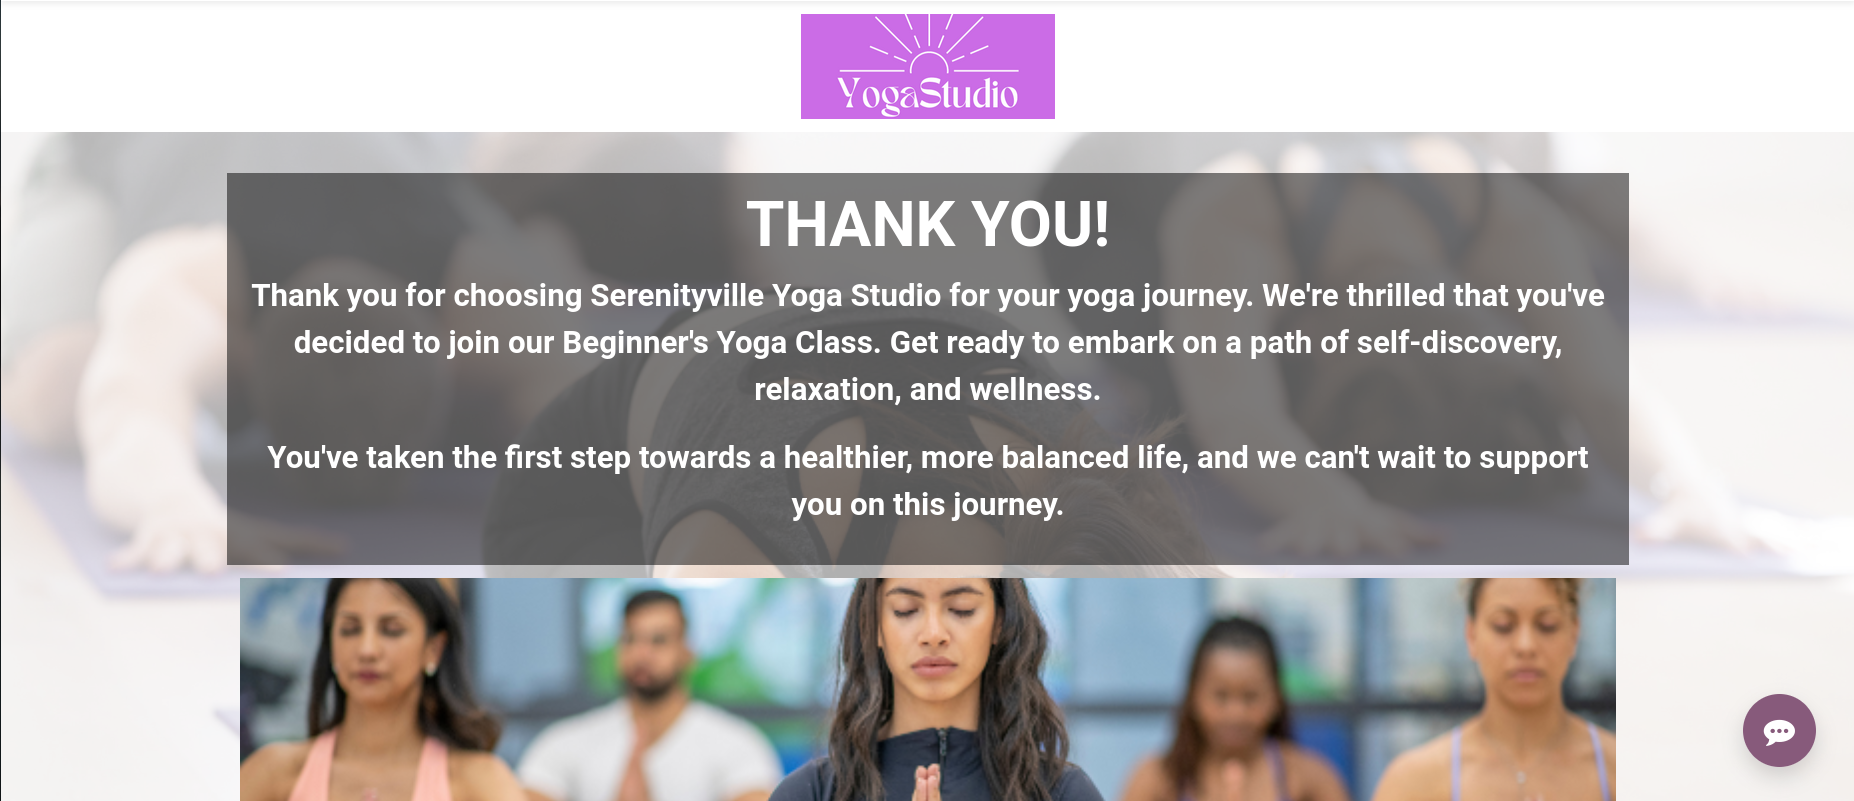 YogaStudio
THANK YOU!
Thank you for choosing Serenityville Yoga Studio for your yoga journey. We're thrilled that you've
decided to join our Beginner's Yoga Class. Get ready to embark on a path of self-discovery,
relaxation, and wellness.
You've taken the first step towards a healthier, more balanced life, and we can't wait to support
you on this journey.